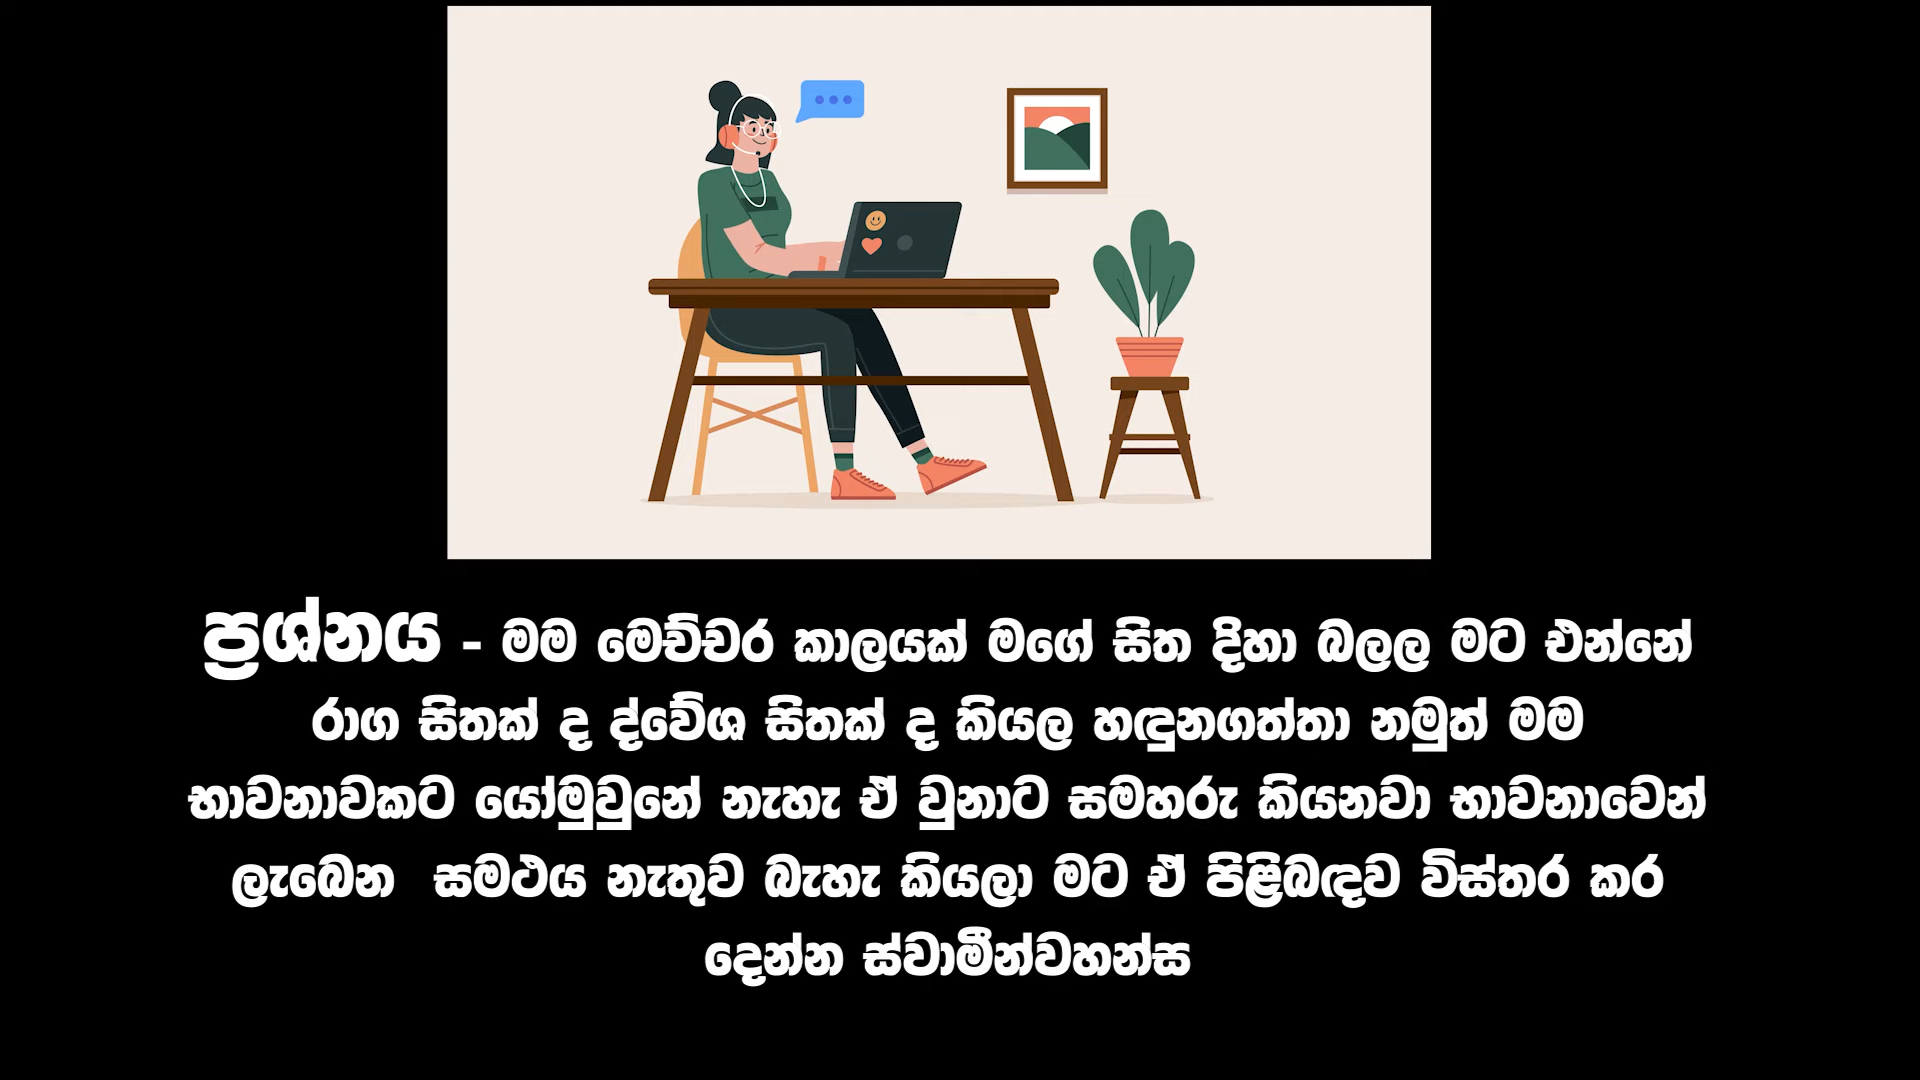 ප්‍රශ්නය - මම මෙච්චර කාලයක් මගේ සිත දිහා බලල මට එන්නේ
රාග සිතක් ද ද්වේශ සිතක් ද කියල හඳුනගත්තා නමුත් මම
භාවනාවකට යෝමුවුනේ නැහැ ඒ වුනාට සමහරු කියනවා භාවනාවෙන්
ලැබෙන සමථය නැතුව බැහැ කියලා මට ඒ පිළිබඳව විස්තර කර
දෙන්න ස්වාමීන්වහන්ස